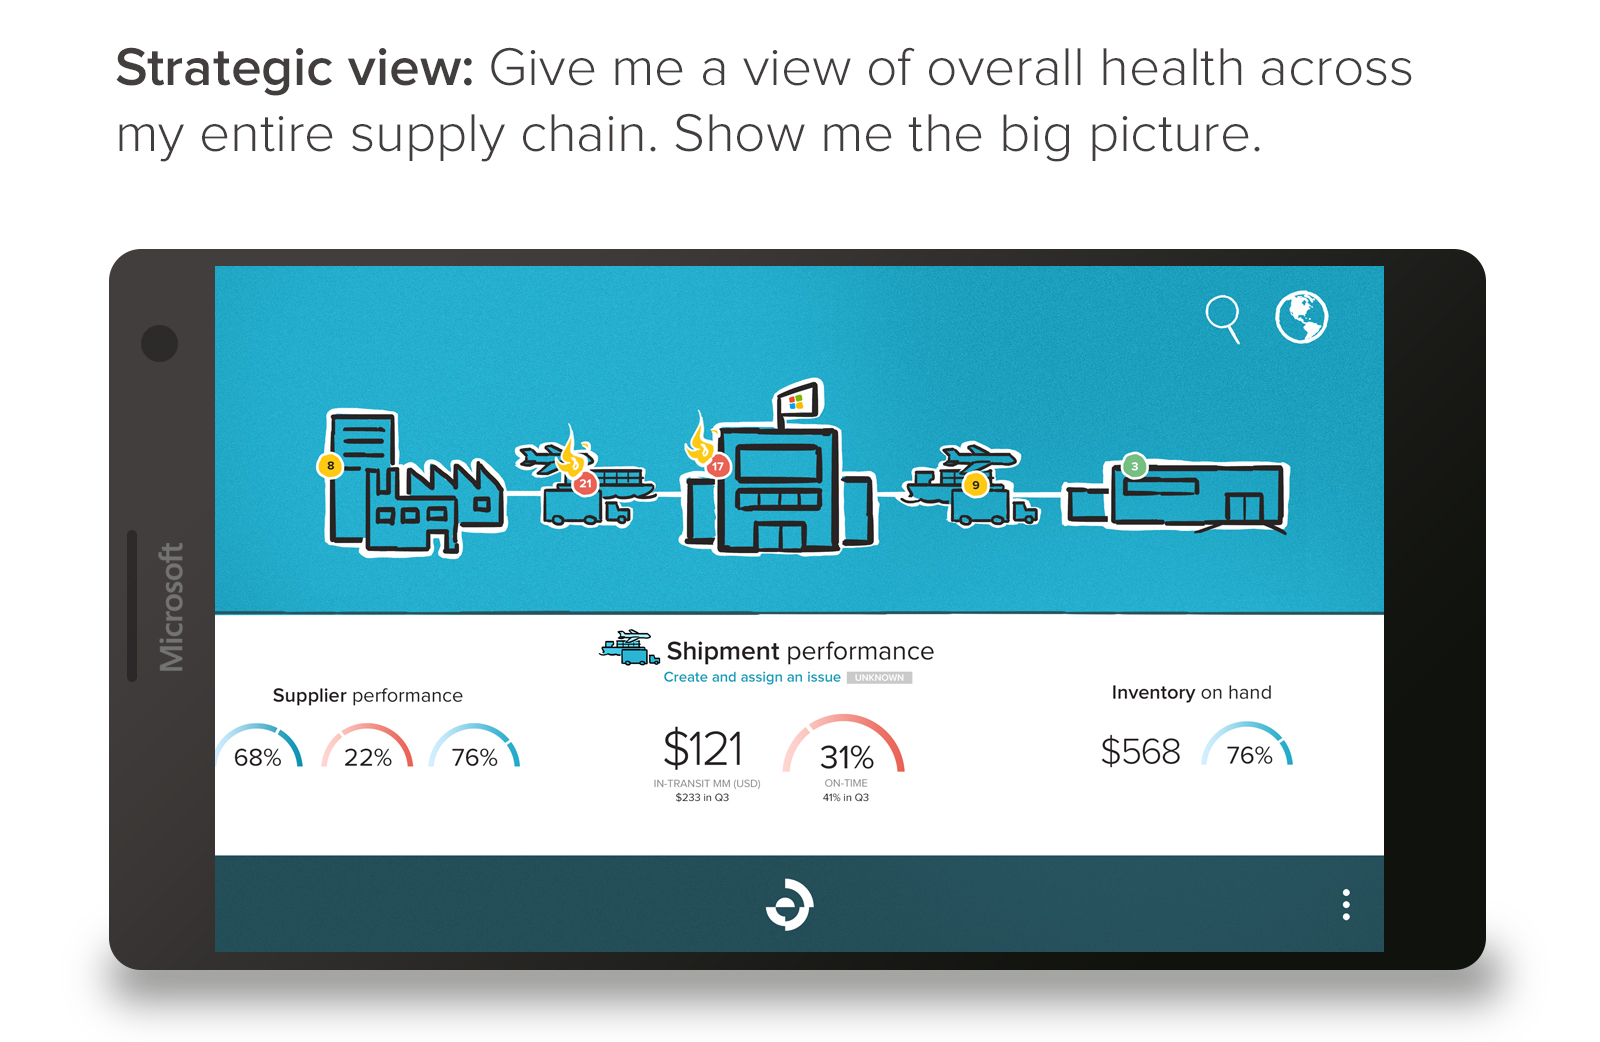 Strategic view: Give me a view of overall health across
my entire supply chain. Show me the big picture.
Microsoft
8
21
17
9
3
Supplier performance
68%
22%
76%
Shipment performance
Create and assign an issue UNKNOWN
$121
IN-TRANSIT MM (USD)
$233 in Q3
31%
ON-TIME
41% in Q3
Inventory on hand
$568
76%